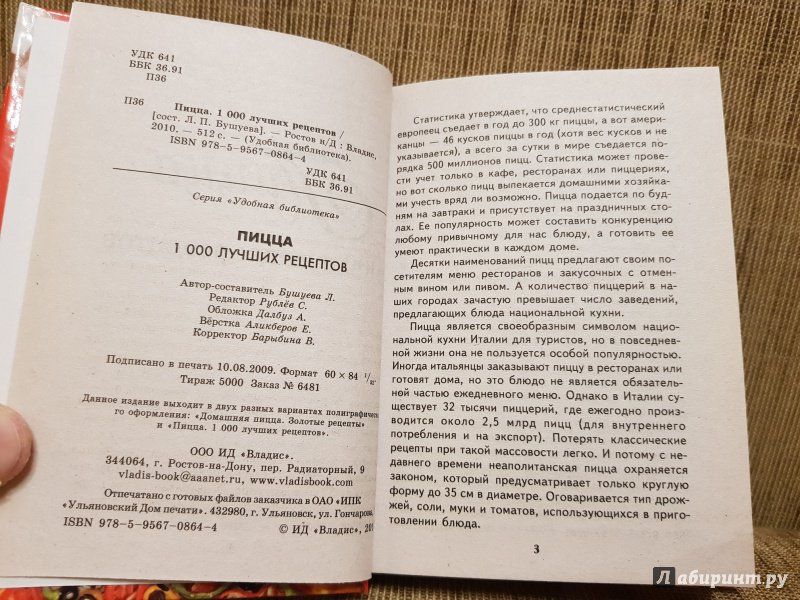 УДК 641
ББК 36.91
П36
П36 Пицца. 1 000 лучших рецептов /
[сост. Л. П. Бушуева]. — Ростов н/Д : Владис,
2010. — 512 с. — (Удобная библиотека).
ISBN 978-5-9567-0864-4
УДК 641
ББК 36.91
Серия «Удобная библиотека»
ПИЦЦА
1 000 ЛУЧШИХ РЕЦЕПТОВ
Автор-составитель Бушуева Л.
Редактор Рублёв С.
Обложка Далбуз А.
Вёрстка Аликберов Е.
Корректор Барыбина В.
Подписано в печать 10.08.2009. Формат 60 × 84
Тираж 5000 Заказ № 6481
Данное издание выходит в двух разных вариантах полиграфичес
го оформления: «Домашняя пицца. Золотые рецепты»
и «Пицца. 1 000 лучших рецептов».
ООО ИД «Владис».
344064, г. Ростов-на-Дону, пер. Радиаторный, 9
vladis-book@aaanet.ru, www.vladisbook.com
Отпечатано с готовых файлов заказчика в ОАО «ИПК
«Ульяновский Дом печати». 432980, г. Ульяновск, ул. Гончарова,
ISBN 978-5-9567-0864-4
© ИД «Владис», 201
Статистика утверждает, что среднестатистический
европеец съедает в год до 300 кг пиццы, а вот амери-
канцы — 46 кусков пиццы в год (хотя вес кусков и не
указывается), а всего за сутки в мире съедается по-
рядка 500 миллионов пицц. Статистика может прове-
сти учет только в кафе, ресторанах или пиццериях,
но вот сколько пицц выпекается домашними хозяйка-
ми учесть вряд ли возможно. Пицца подается по буд-
ням на завтраки и присутствует на праздничных сто-
лах. Ее популярность может составить конкуренцию
любому привычному для нас блюду, а готовить ее
умеют практически в каждом доме.
Десятки наименований пицц предлагают своим по-
сетителям меню ресторанов и закусочных с отмен-
ным вином или пивом. А количество пиццерий в на-
ших городах зачастую превышает число заведений,
предлагающих блюда национальной кухни.
Пицца является своеобразным символом нацио-
нальной кухни Италии для туристов, но в повседнев-
ной жизни она не пользуется особой популярностью.
Иногда итальянцы заказывают пиццу в ресторанах или
готовят дома, но это блюдо не является обязатель-
ной частью ежедневного меню. Однако в Италии су-
ществует 32 тысячи пиццерий, где ежегодно произ-
водится около 2,5 млрд пицц (для внутреннего
потребления и на экспорт). Потерять классические
рецепты при такой массовости легко. И потому с не-
давнего времени неаполитанская пицца охраняется
законом, который предусматривает только круглую
форму до 35 см в диаметре. Оговаривается тип дрож-
жей, соли, муки и томатов, использующихся в приго-
товлении блюда.
3
Лабиринт.ру